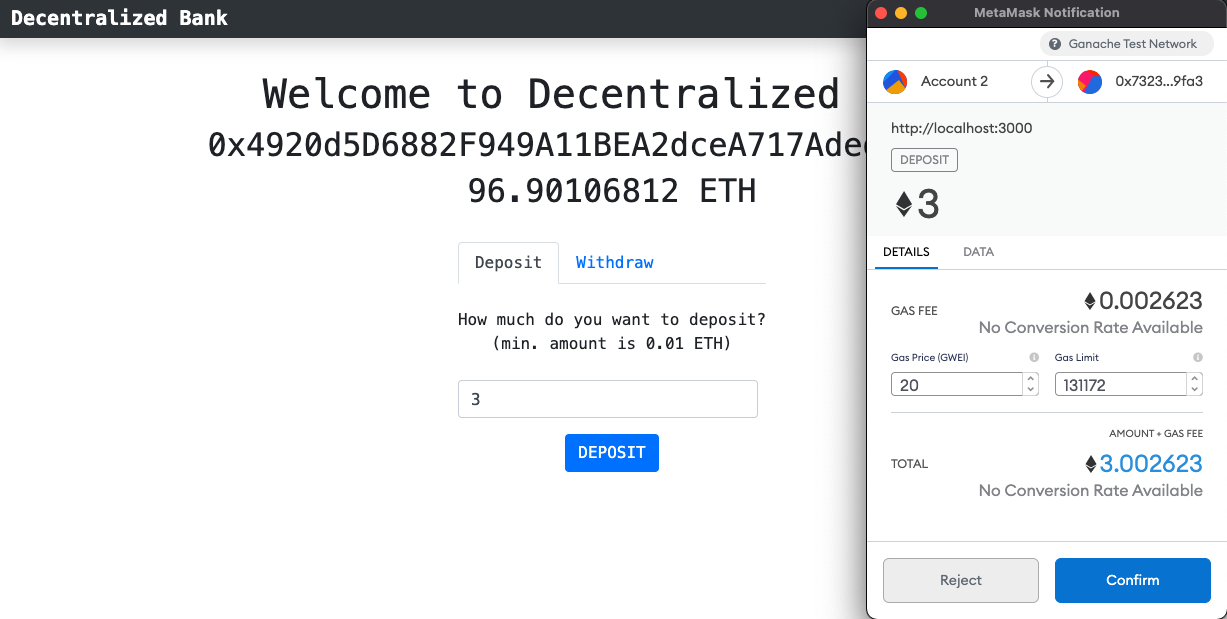 Decentralized Bank
Welcome to Decentralized
0x4920d5D6882F949A11BEA2dceA717Ade
96.90106812 ETH
Deposit
Withdraw
How much do you want to deposit?
(min. amount is 0.01 ETH)
3
DEPOSIT
MetaMask Notification
Ganache Test Network
Account 2
0x7323...9fa3
http://localhost:3000
DEPOSIT
3
DETAILS
DATA
GAS FEE
0.002623
No Conversion Rate Available
Gas Price (GWEI)
Gas Limit
20
131172
AMOUNT + GAS FEE
TOTAL
3.002623
No Conversion Rate Available
Reject
Confirm